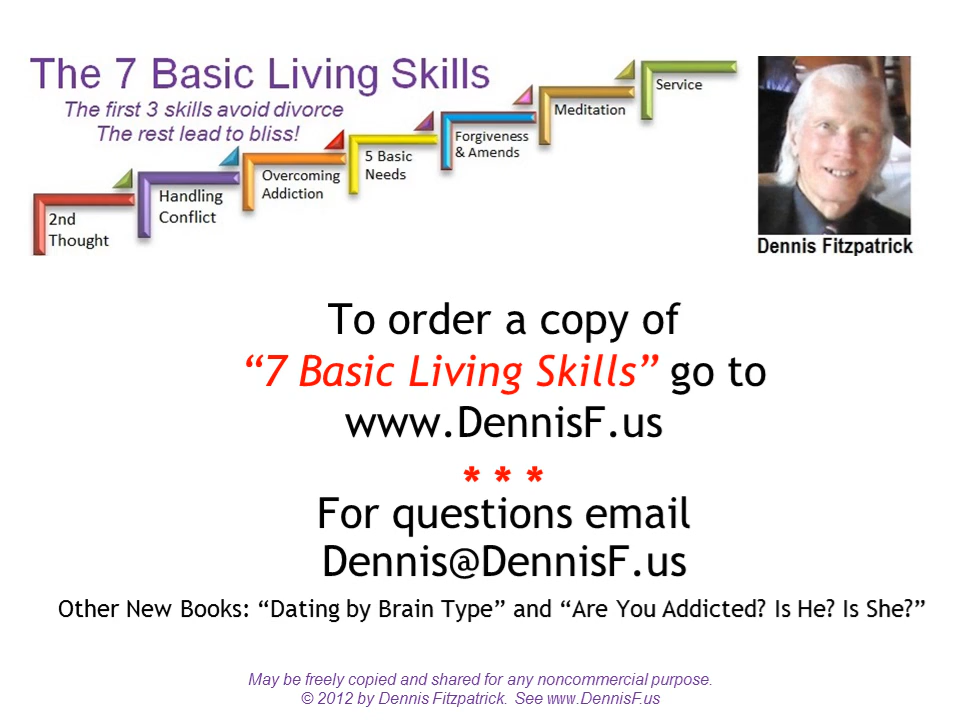 The 7 Basic Living Skills
The first 3 skills avoid divorce
The rest lead to bliss!
2nd
Thought
Handling
Conflict
Overcoming
Addiction
5 Basic
Needs
Forgiveness
& Amends
Meditation
Service
Dennis Fitzpatrick
To order a copy of
“7 Basic Living Skills” go to
www.DennisF.us
* * *
For questions email
Dennis@DennisF.us
Other New Books: “Dating by Brain Type” and “Are You Addicted? Is He? Is She?”
May be freely copied and shared for any noncommercial purpose.
© 2012 by Dennis Fitzpatrick. See www.DennisF.us